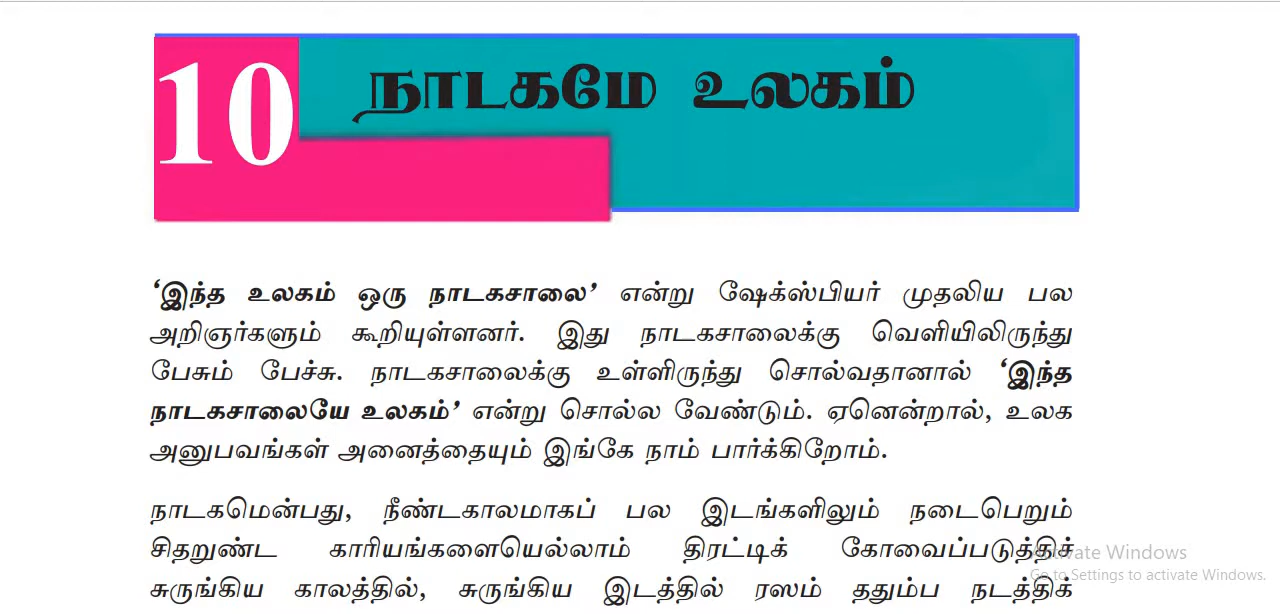 10
நாடகமே உலகம்
‘இந்த உலகம் ஒரு நாடகசாலை’ என்று ஷேக்ஸ்பியர் முதலிய பல
அறிஞர்களும் கூறியுள்ளனர். இது நாடகசாலைக்கு வெளியிலிருந்து
பேசும் பேச்சு. நாடகசாலைக்கு உள்ளிருந்து சொல்வதானால் ‘இந்த
நாடகசாலையே உலகம்’ என்று சொல்ல வேண்டும். ஏனென்றால், உலக
அனுபவங்கள் அனைத்தையும் இங்கே நாம் பார்க்கிறோம்.
நாடகமென்பது, நீண்டகாலமாகப் பல இடங்களிலும் நடைபெறும்
சிதறுண்ட காரியங்களையெல்லாம் திரட்டிக் கோவைப்படுத்திச்
சுருங்கிய காலத்தில், சுருங்கிய இடத்தில் ரஸம் ததும்ப நடத்திக்
Activate Windows
Go to Settings to activate Windows.